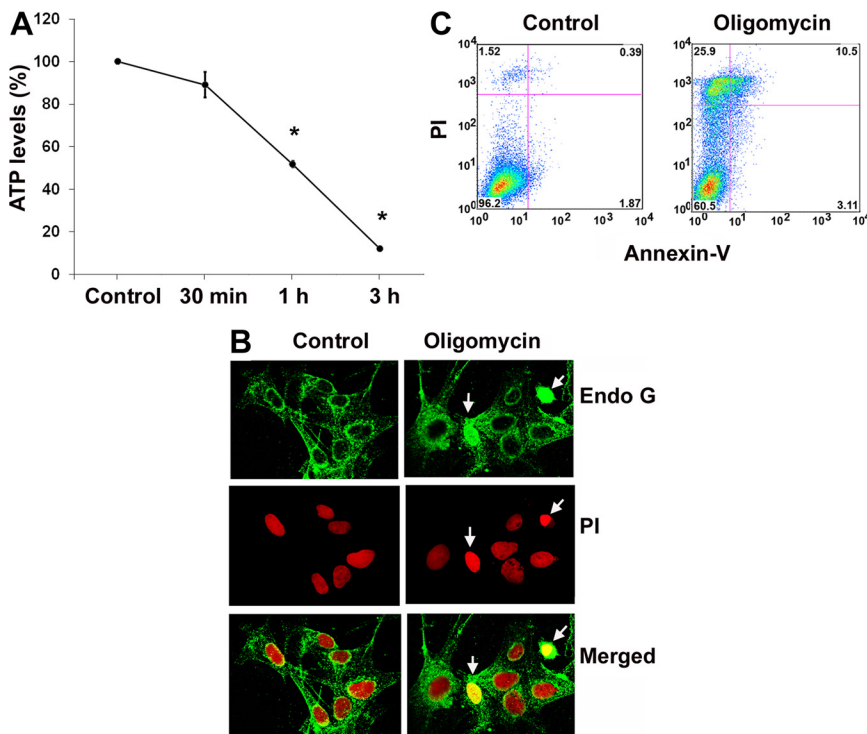 A
ATP levels (%)
120
100
80
60
40
20
0
Control 30 min 1 h 3 h
*
*
C
Control Oligomycin
PI
10⁴
10³
10²
10¹
10⁰
1.52 0.39
96.2 1.87
10⁰ 10¹ 10² 10³ 10⁴
10⁴
10³
10²
10¹
10⁰
25.9 10.5
60.5 3.11
10⁰ 10¹ 10² 10³ 10⁴
Annexin-V
B
Control Oligomycin
Endo G
PI
Merged